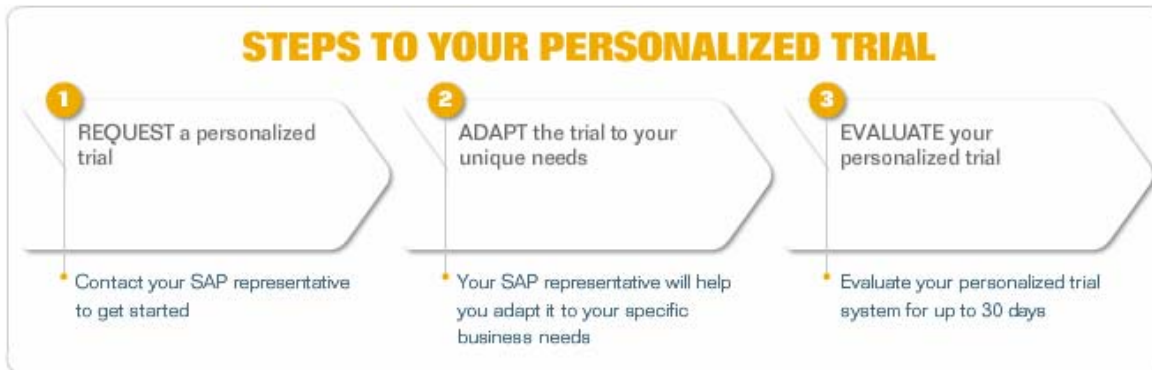 STEPS TO YOUR PERSONALIZED TRIAL
1
REQUEST a personalized
trial
Contact your SAP representative
to get started
2
ADAPT the trial to your
unique needs
Your SAP representative will help
you adapt it to your specific
business needs
3
EVALUATE your
personalized trial
Evaluate your personalized trial
system for up to 30 days